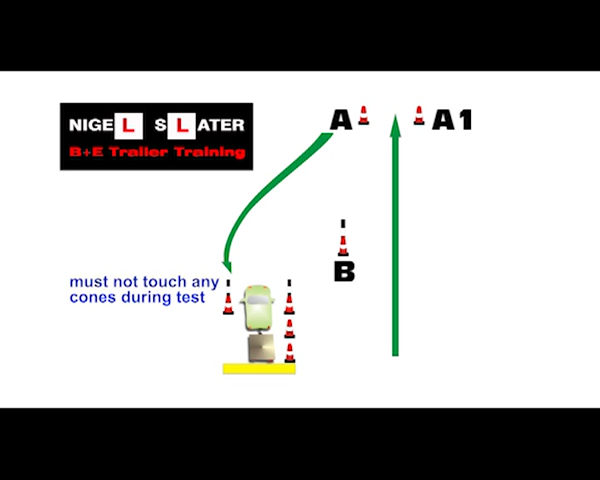 NIGEL SLATER
B+E Trailer Training
A
A1
B
must not touch any
cones during test